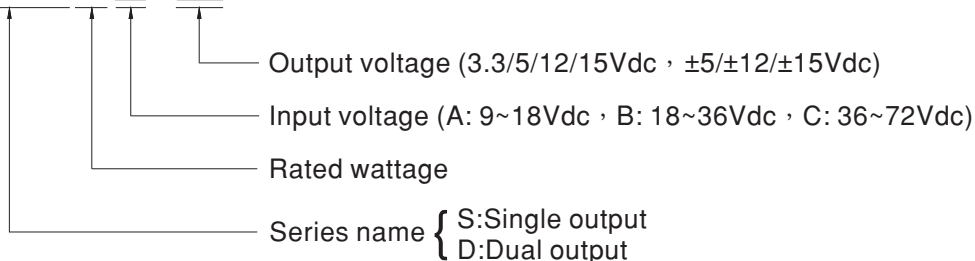 Output voltage (3.3/5/12/15Vdc，±5/±12/±15Vdc)
Input voltage (A: 9~18Vdc，B: 18~36Vdc，C: 36~72Vdc)
Rated wattage
Series name { S:Single output
D:Dual output